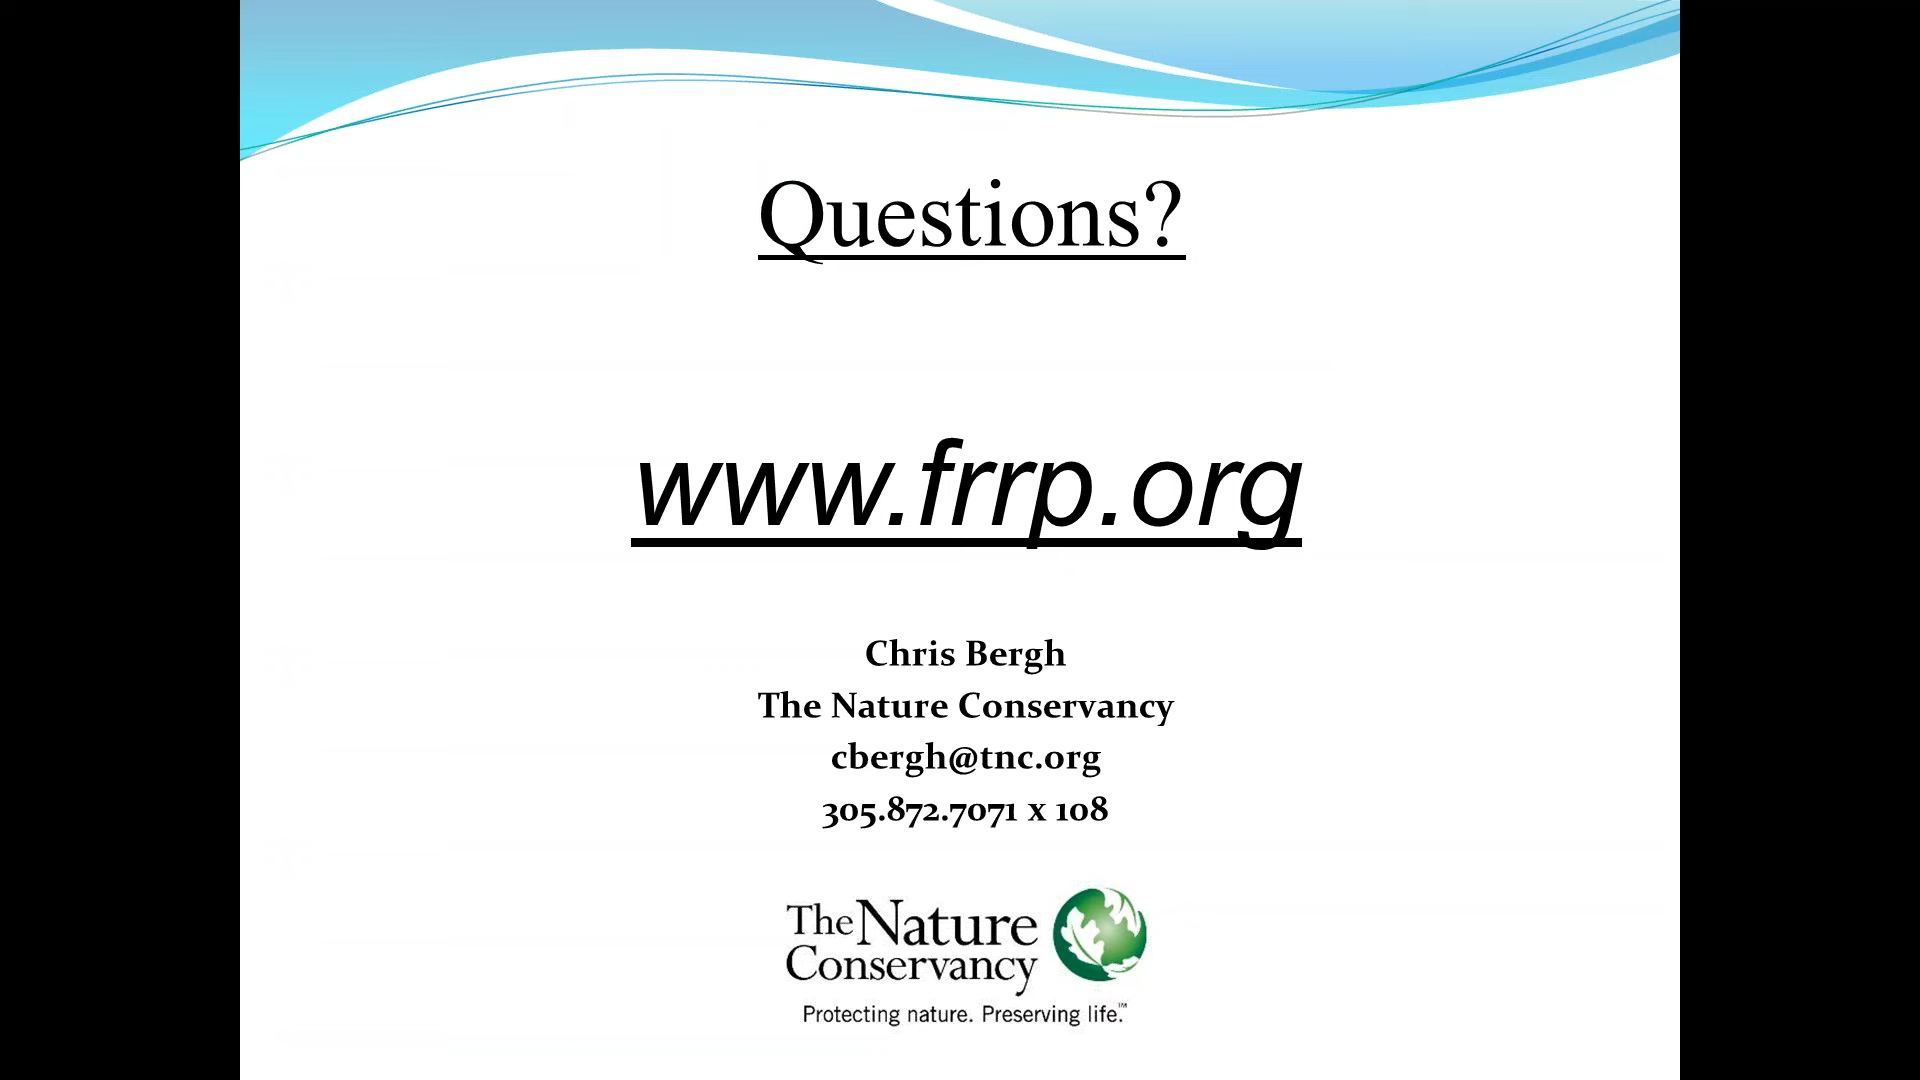 Questions?
www.frrp.org
Chris Bergh
The Nature Conservancy
cbergh@tnc.org
305.872.7071 x 108
The Nature
Conservancy
Protecting nature. Preserving life.™